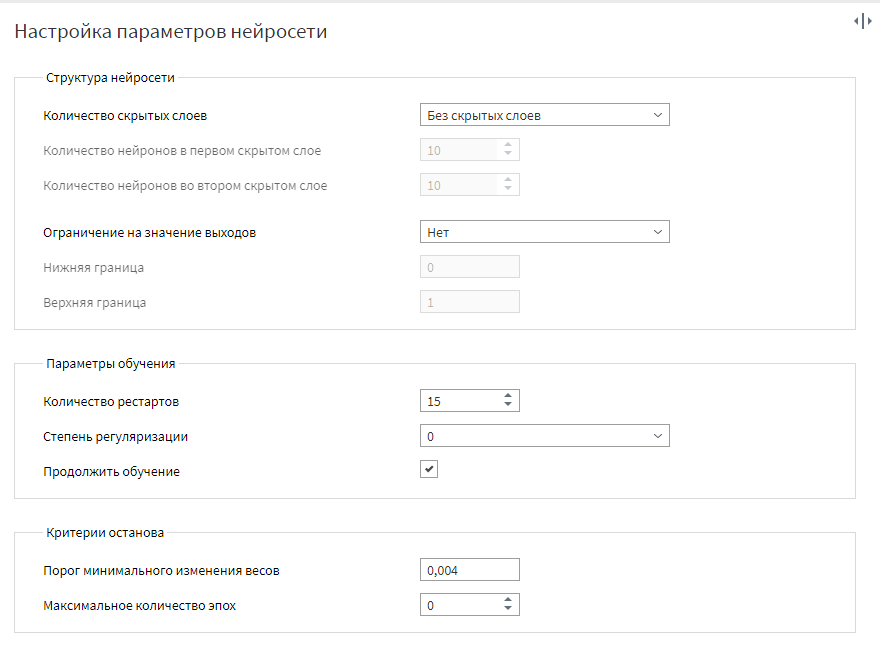 Настройка параметров нейросети
Структура нейросети
Количество скрытых слоев Без скрытых слоев
Количество нейронов в первом скрытом слое 10
Количество нейронов во втором скрытом слое 10
Ограничение на значение выходов Нет
Нижняя граница 0
Верхняя граница 1
Параметры обучения
Количество рестартов 15
Степень регуляризации 0
Продолжить обучение
Критерии останова
Порог минимального изменения весов 0,004
Максимальное количество эпох 0